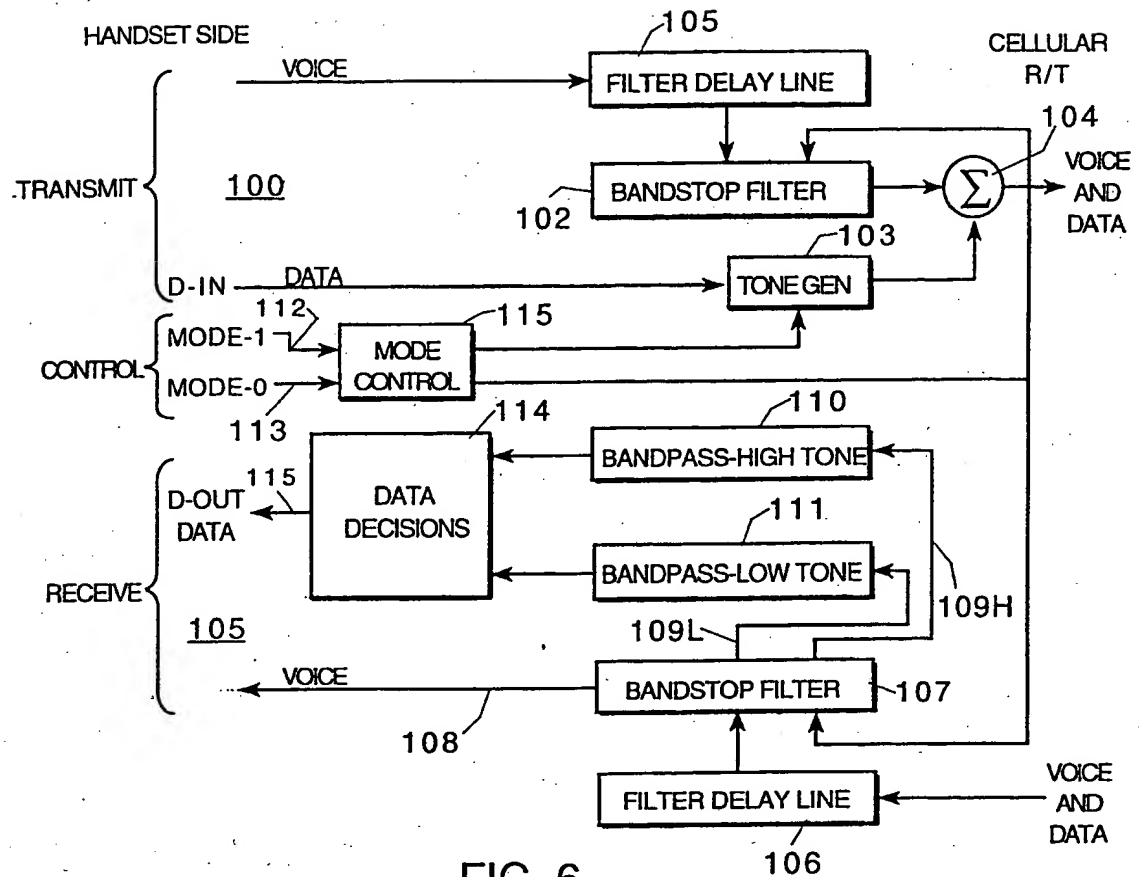 HANDSET SIDE
105
CELLULAR
R/T
VOICE
FILTER DELAY LINE
104
.TRANSMIT
100
102
BANDSTOP FILTER
Σ
VOICE
AND
DATA
103
D-IN
DATA
TONE GEN
112
115
CONTROL
MODE-1
MODE-0
MODE
CONTROL
113
114
110
BANDPASS-HIGH TONE
115
D-OUT
DATA
DATA
DECISIONS
111
BANDPASS-LOW TONE
RECEIVE
105
109L
109H
VOICE
BANDSTOP FILTER
107
108
FILTER DELAY LINE
VOICE
AND
DATA
106
FIG. 6